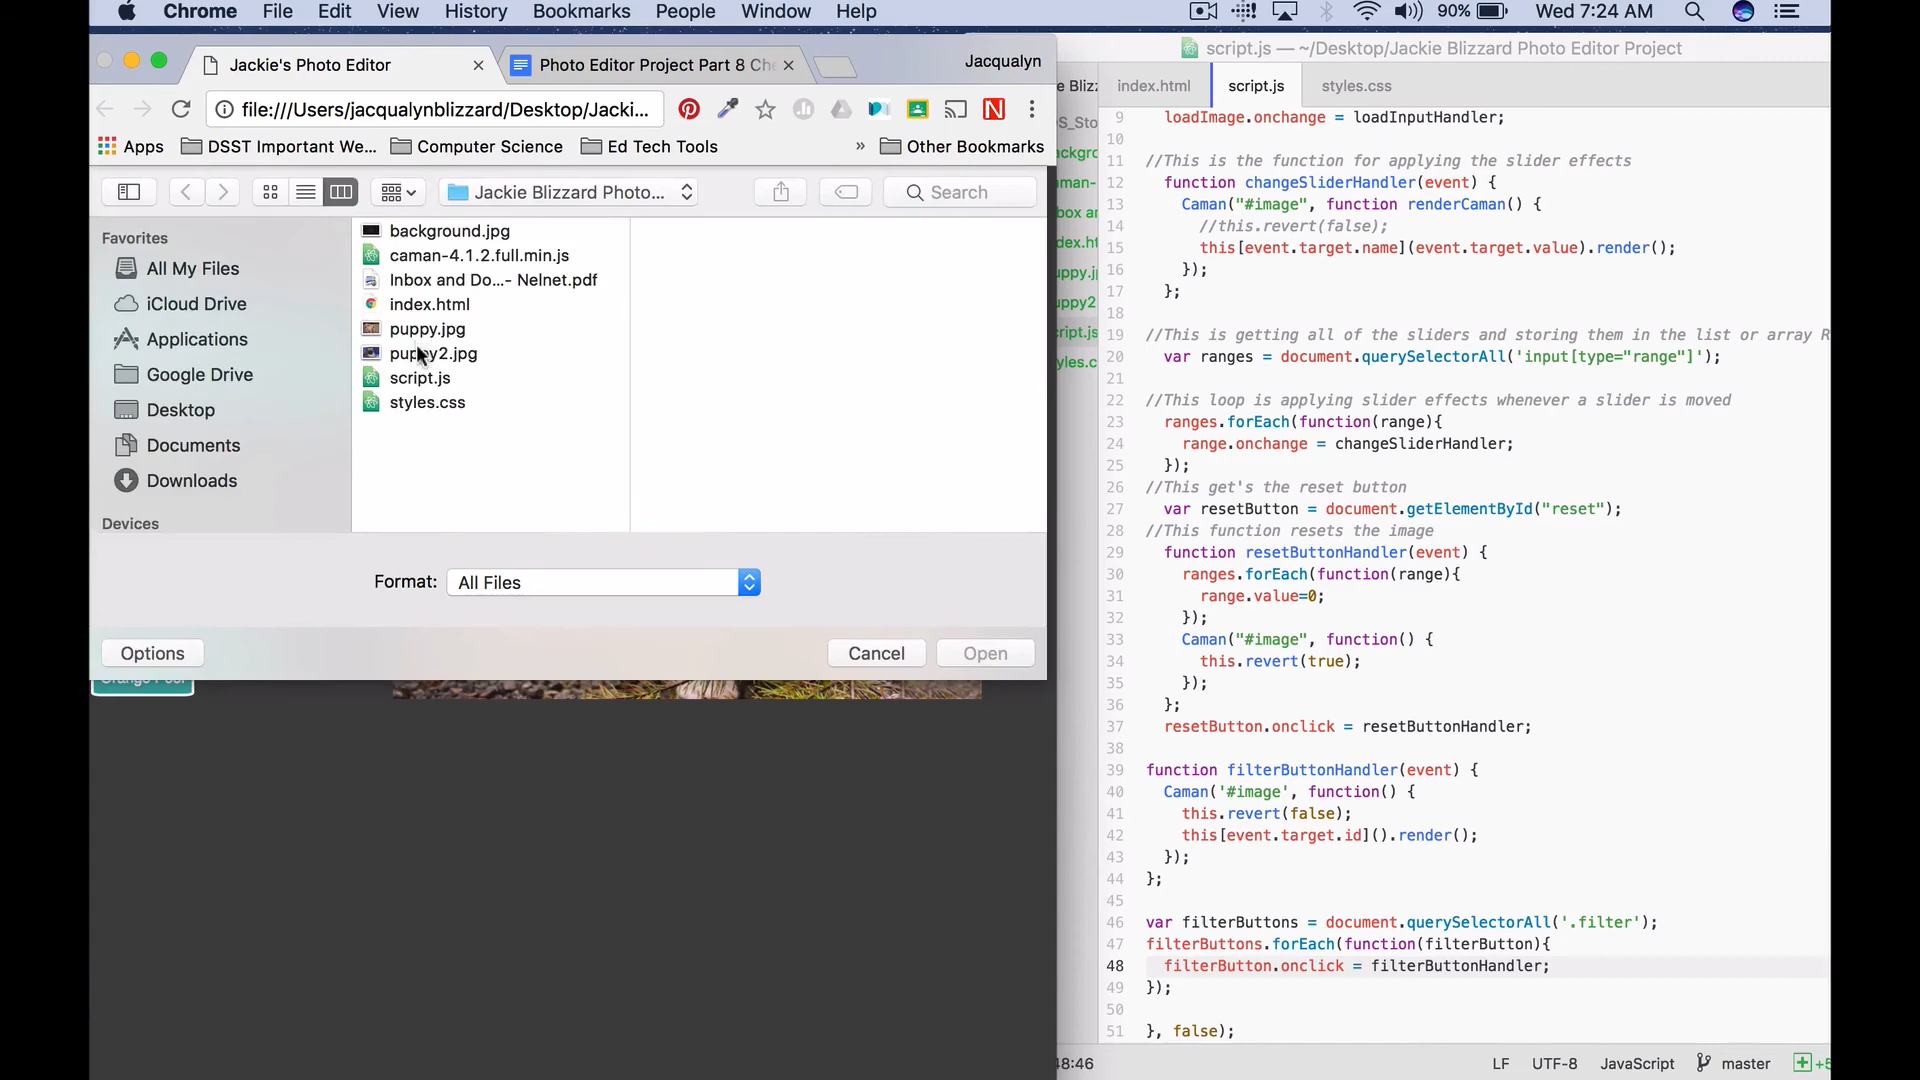 Chrome File Edit View History Bookmarks People Window Help 90% Wed 7:24 AM
Jackie's Photo Editor
Photo Editor Project Part 8 Che
Jacqualyn
file:///Users/jacqualynblizzard/Desktop/Jacki...
Apps DSST Important We... Computer Science Ed Tech Tools » Other Bookmarks
Jackie Blizzard Photo... Search
Favorites
All My Files
iCloud Drive
Applications
Google Drive
Desktop
Documents
Downloads
Devices
background.jpg
caman-4.1.2.full.min.js
Inbox and Do...- Nelnet.pdf
index.html
puppy.jpg
puppy2.jpg
script.js
styles.css
Format: All Files
Options Cancel Open
script.js — ~/Desktop/Jackie Blizzard Photo Editor Project
e Bliz
index.html script.js styles.css
9 loadImage.onchange = loadInputHandler;
10
11 //This is the function for applying the slider effects
12 function changeSliderHandler(event) {
13 Caman("#image", function renderCaman() {
14 //this.revert(false);
15 this[event.target.name](event.target.value).render();
16 });
17 };
18
19 //This is getting all of the sliders and storing them in the list or array R
20 var ranges = document.querySelectorAll('input[type="range"]');
21
22 //This loop is applying slider effects whenever a slider is moved
23 ranges.forEach(function(range){
24 range.onchange = changeSliderHandler;
25 });
26 //This get's the reset button
27 var resetButton = document.getElementById("reset");
28 //This function resets the image
29 function resetButtonHandler(event) {
30 ranges.forEach(function(range){
31 range.value=0;
32 });
33 Caman("#image", function() {
34 this.revert(true);
35 });
36 };
37 resetButton.onclick = resetButtonHandler;
38
39 function filterButtonHandler(event) {
40 Caman('#image', function() {
41 this.revert(false);
42 this[event.target.id]().render();
43 });
44 };
45
46 var filterButtons = document.querySelectorAll('.filter');
47 filterButtons.forEach(function(filterButton){
48 filterButton.onclick = filterButtonHandler;
49 });
50
51 }, false);
48:46 LF UTF-8 JavaScript master